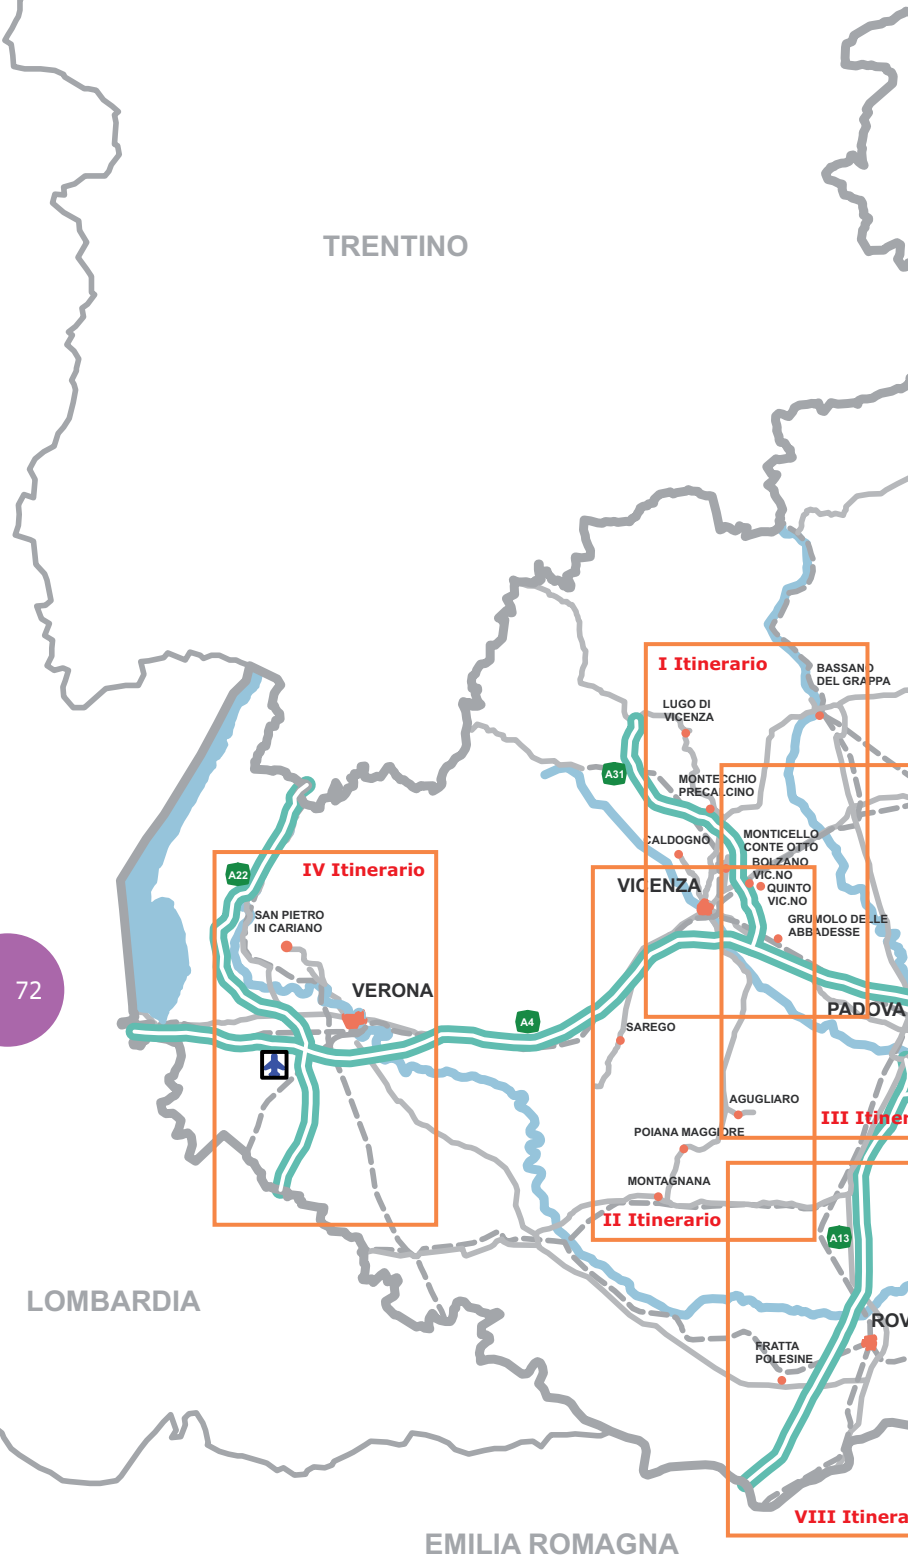 TRENTINO
I Itinerario
BASSANO
DEL GRAPPA
LUGO DI
VICENZA
A31
MONTECCHIO
PRECALCINO
MONTICELLO
CONTE OTTO
CALDOGNO
BOLZANO
VIC.NO
IV Itinerario
A22
VICENZA
QUINTO
VIC.NO
SAN PIETRO
IN CARIANO
GRUMOLO DELLE
ABBADESSE
72
VERONA
PADOVA
A4
SAREGO
AGUGLIARO
III Itiner
POIANA MAGGIORE
MONTAGNANA
II Itinerario
A13
LOMBARDIA
ROV
FRATTA
POLESINE
VIII Itinera
EMILIA ROMAGNA